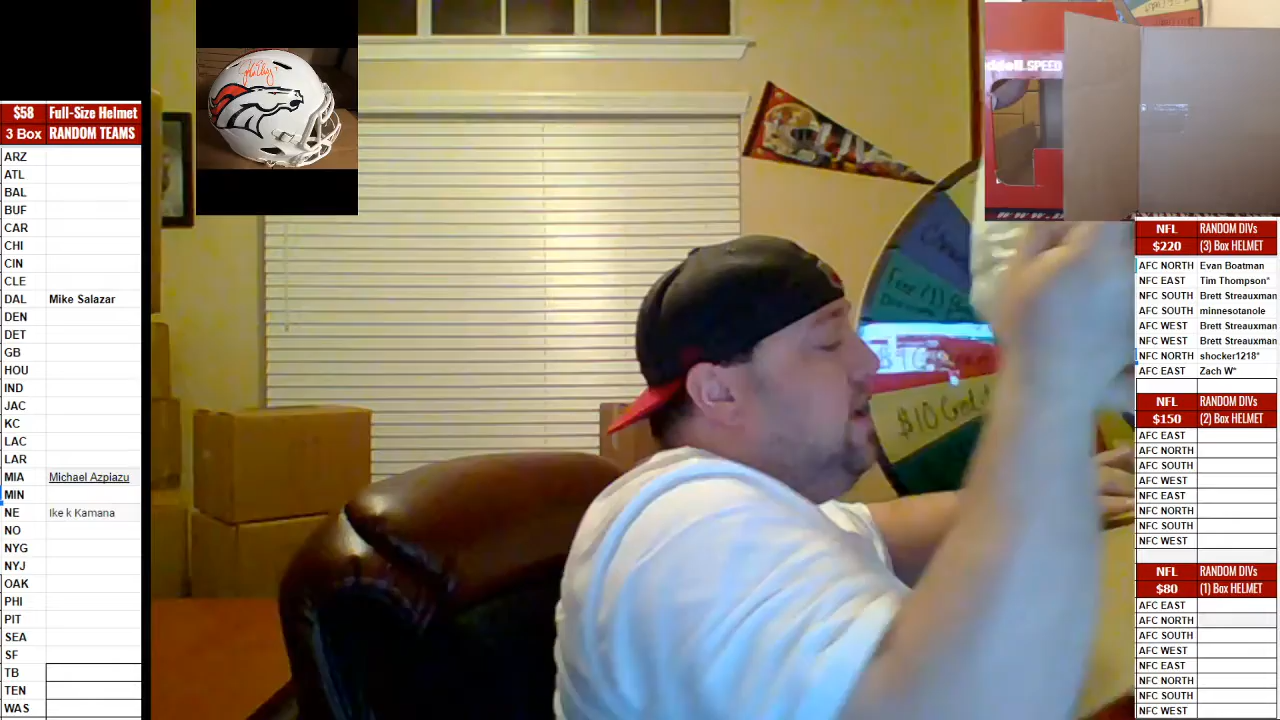 $58 Full-Size Helmet
3 Box RANDOM TEAMS
ARZ
ATL
BAL
BUF
CAR
CHI
CIN
CLE
DAL Mike Salazar
DEN
DET
GB
HOU
IND
JAC
KC
LAC
LAR
MIA Michael Azpiazu
MIN
NE Ike k Kamana
NO
NYG
NYJ
OAK
PHI
PIT
SEA
SF
TB
TEN
WAS
$10
SPEED
NFL RANDOM DIVs
$220 (3) Box HELMET
AFC NORTH Evan Boatman
NFC EAST Tim Thompson*
NFC SOUTH Brett Streauxman
AFC SOUTH minnesotanole
AFC WEST Brett Streauxman
NFC WEST Brett Streauxman
NFC NORTH shocker1218*
AFC EAST Zach W*
NFL RANDOM DIVs
$150 (2) Box HELMET
AFC EAST
AFC NORTH
AFC SOUTH
AFC WEST
NFC EAST
NFC NORTH
NFC SOUTH
NFC WEST
NFL RANDOM DIVs
$80 (1) Box HELMET
AFC EAST
AFC NORTH
AFC SOUTH
AFC WEST
NFC EAST
NFC NORTH
NFC SOUTH
NFC WEST